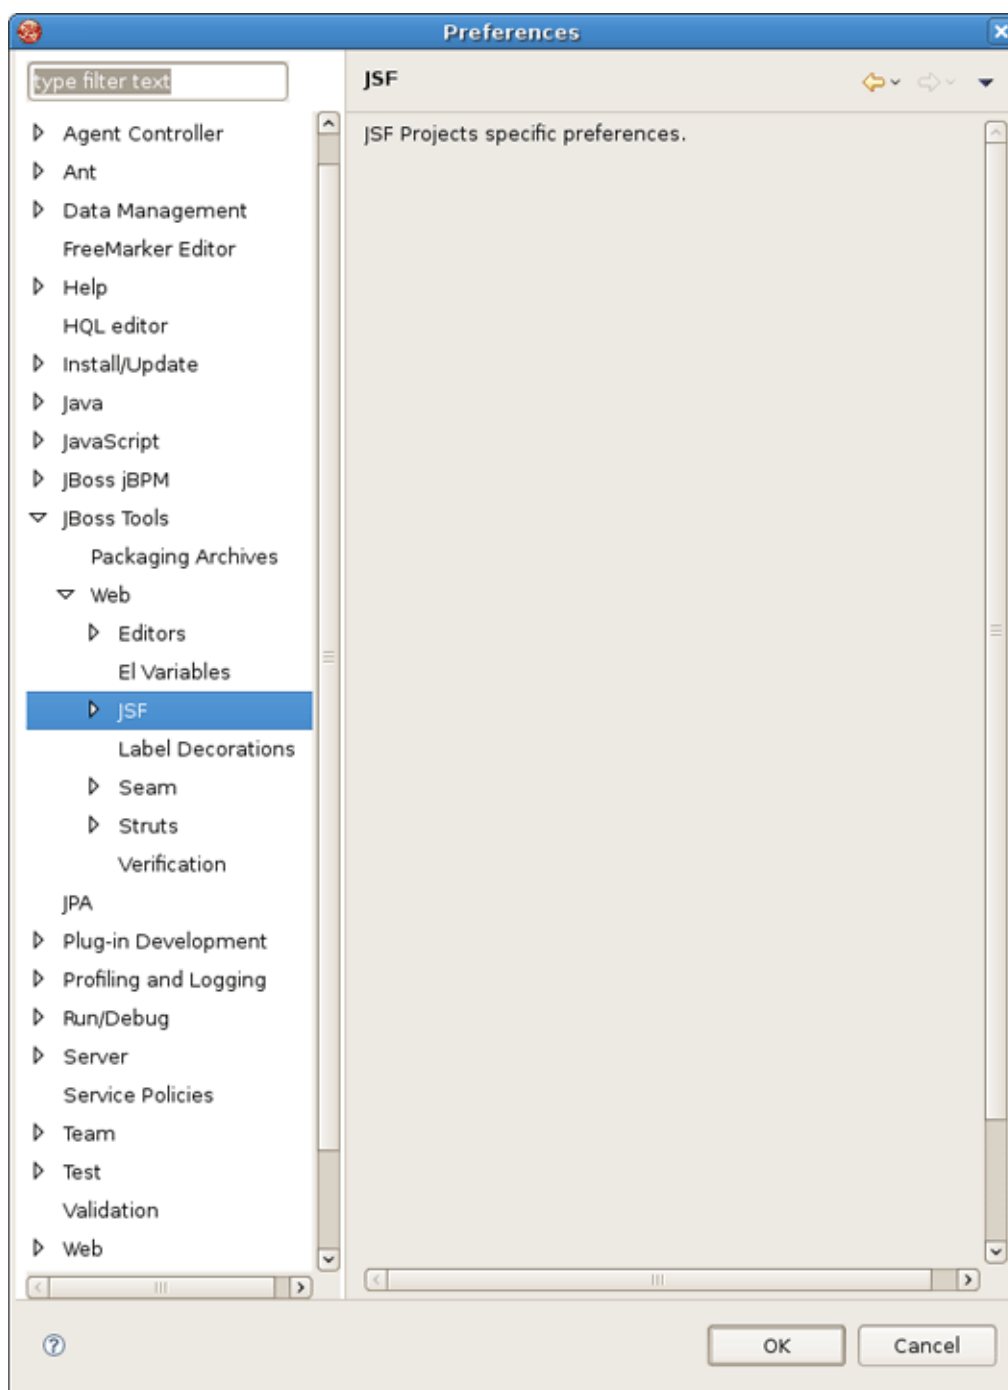 Preferences
type filter text
JSF
Agent Controller
JSF Projects specific preferences.
Ant
Data Management
FreeMarker Editor
Help
HQL editor
Install/Update
Java
JavaScript
JBoss jBPM
JBoss Tools
Packaging Archives
Web
Editors
El Variables
JSF
Label Decorations
Seam
Struts
Verification
JPA
Plug-in Development
Profiling and Logging
Run/Debug
Server
Service Policies
Team
Test
Validation
Web
OK
Cancel